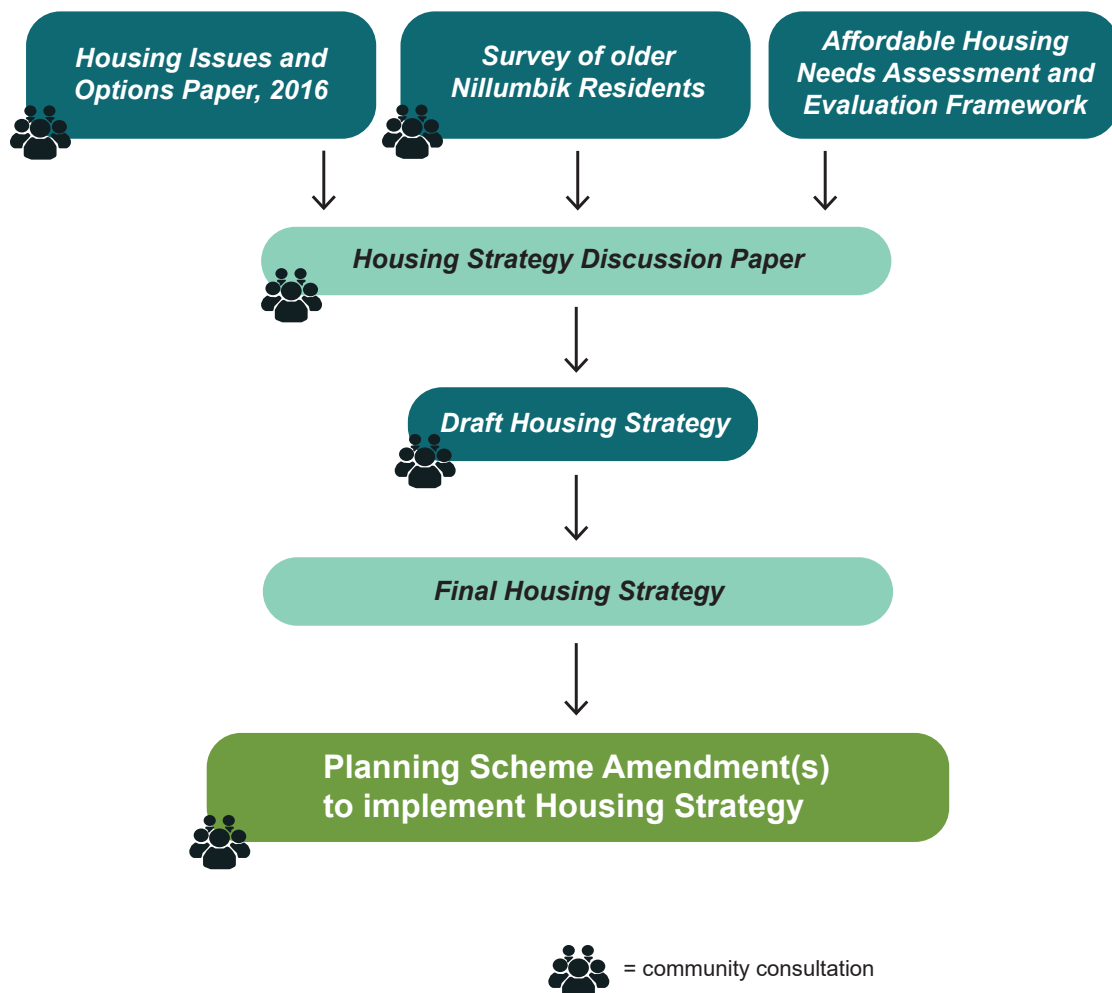 Housing Issues and
Options Paper, 2016
Survey of older
Nillumbik Residents
Affordable Housing
Needs Assessment and
Evaluation Framework
Housing Strategy Discussion Paper
Draft Housing Strategy
Final Housing Strategy
Planning Scheme Amendment(s)
to implement Housing Strategy
= community consultation